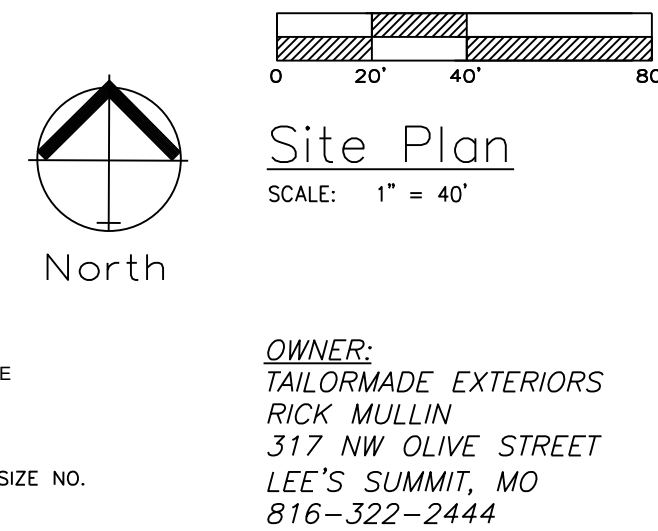 0 20' 40' 80
Site Plan
SCALE: 1" = 40'
North
OWNER:
TAILORMADE EXTERIORS
RICK MULLIN
317 NW OLIVE STREET
LEE'S SUMMIT, MO
816-322-2444
E
SIZE NO.